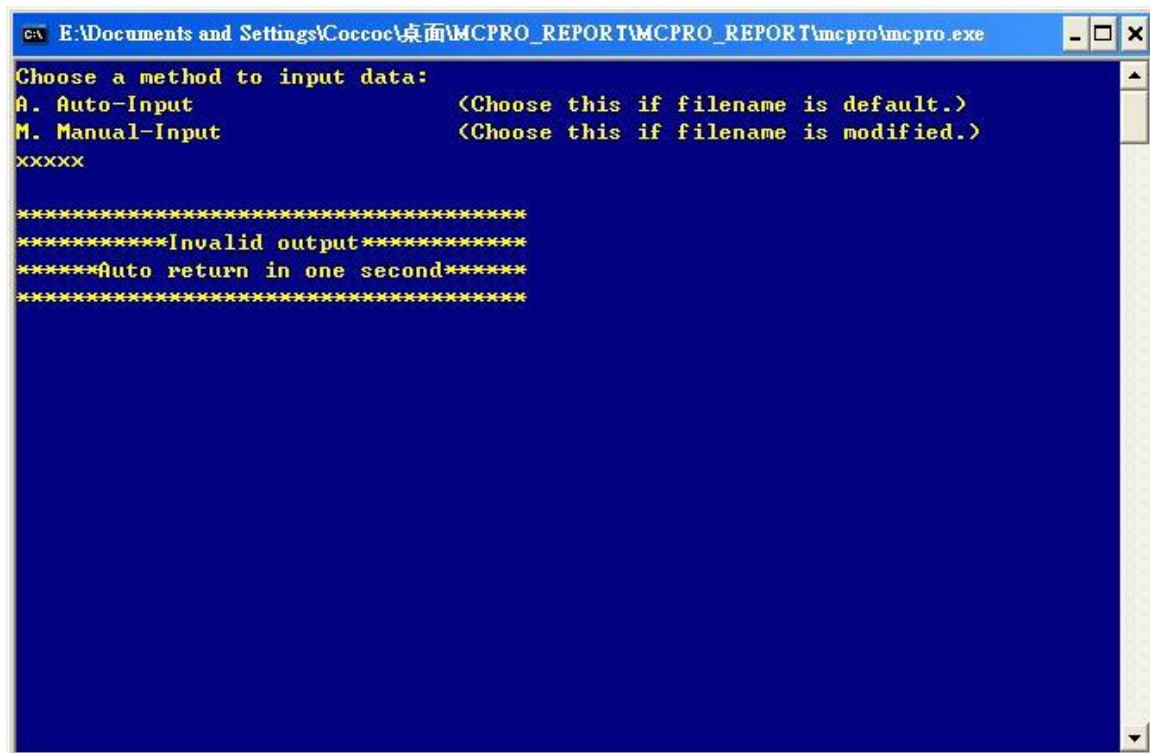 E:\Documents and Settings\Coccoc\桌面\MCPRO_REPORT\MCPRO_REPORT\mcpro\mcpro.exe
Choose a method to input data:
A. Auto-Input (Choose this if filename is default.)
M. Manual-Input (Choose this if filename is modified.)
xxxxx
*************************************
***********Invalid output************
******Auto return in one second******
*************************************